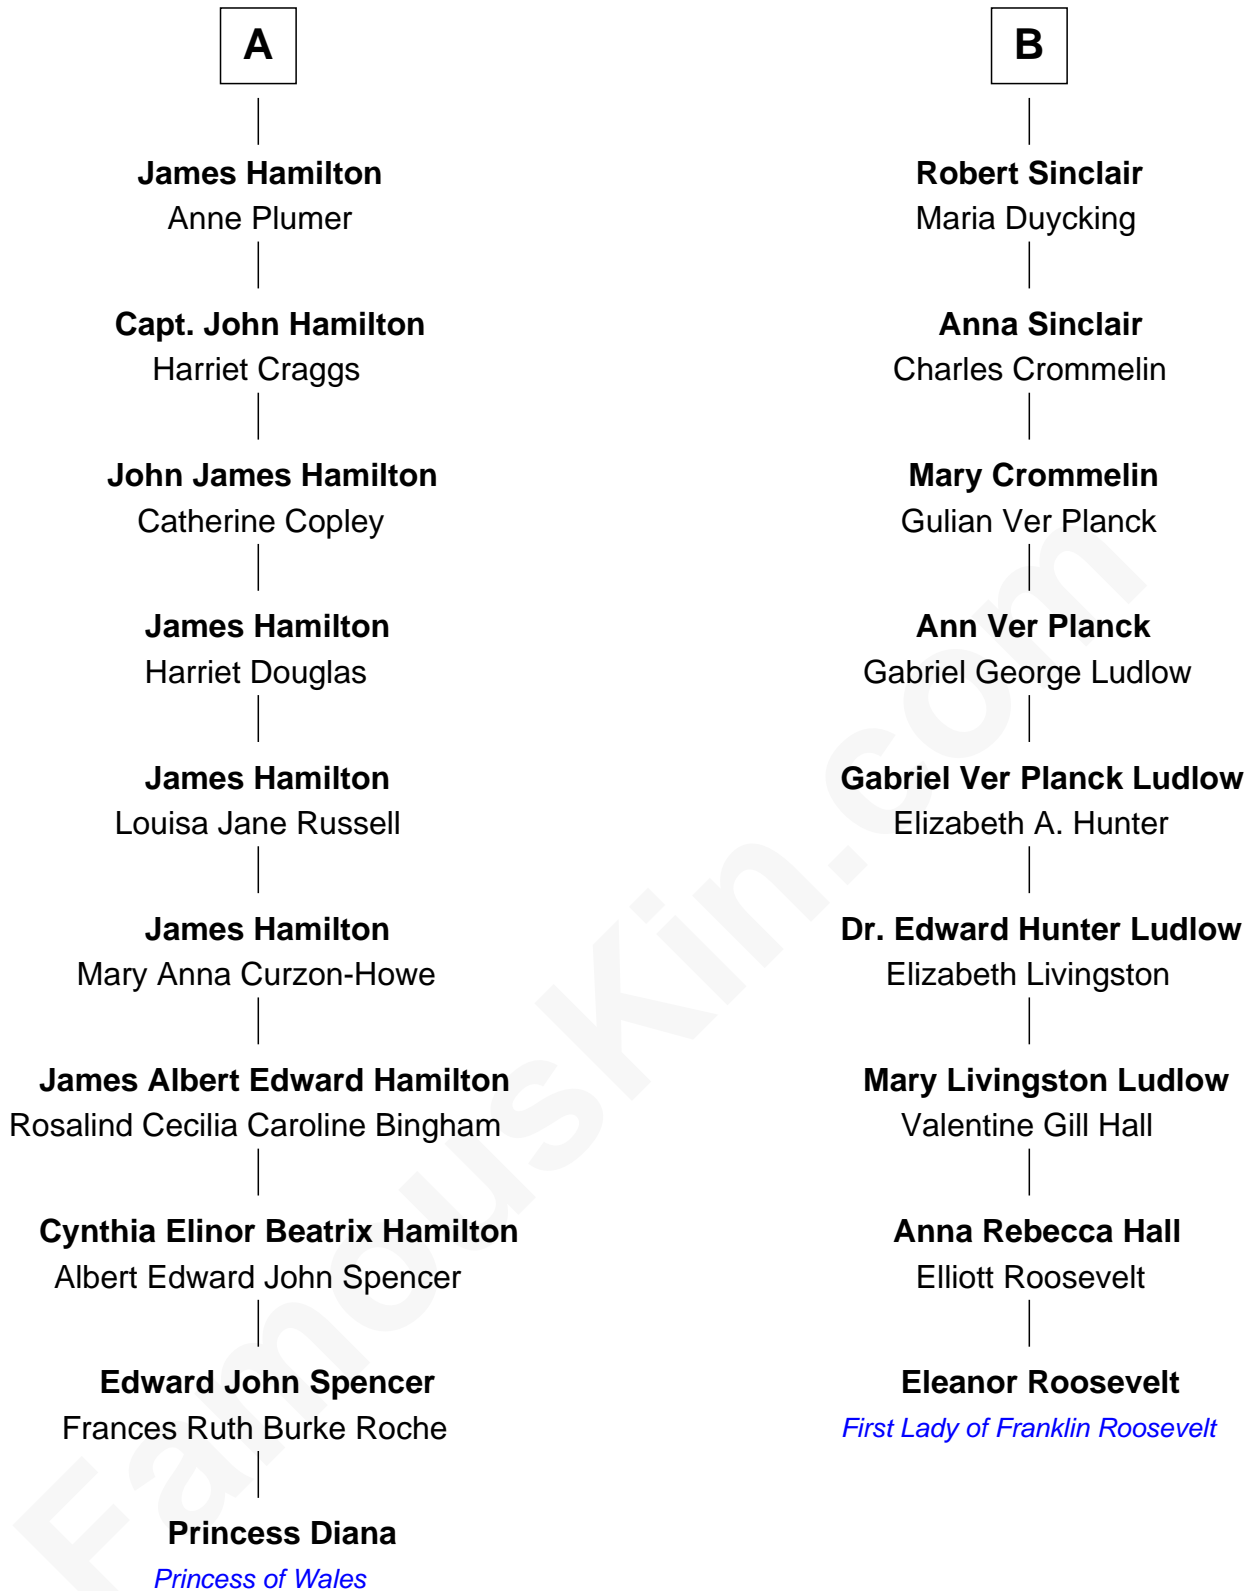 A
James Hamilton
Anne Plumer
Capt. John Hamilton
Harriet Craggs
John James Hamilton
Catherine Copley
James Hamilton
Harriet Douglas
James Hamilton
Louisa Jane Russell
James Hamilton
Mary Anna Curzon-Howe
James Albert Edward Hamilton
Rosalind Cecilia Caroline Bingham
Cynthia Elinor Beatrix Hamilton
Albert Edward John Spencer
Edward John Spencer
Frances Ruth Burke Roche
Princess Diana
Princess of Wales
B
Robert Sinclair
Maria Duycking
Anna Sinclair
Charles Crommelin
Mary Crommelin
Gulian Ver Planck
Ann Ver Planck
Gabriel George Ludlow
Gabriel Ver Planck Ludlow
Elizabeth A. Hunter
Dr. Edward Hunter Ludlow
Elizabeth Livingston
Mary Livingston Ludlow
Valentine Gill Hall
Anna Rebecca Hall
Elliott Roosevelt
Eleanor Roosevelt
First Lady of Franklin Roosevelt
FamousKin.com